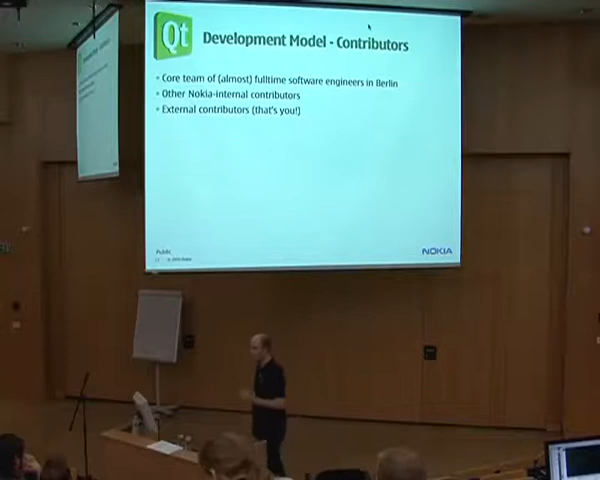 Qt
Development Model - Contributors
• Core team of (almost) fulltime software engineers in Berlin
• Other Nokia-internal contributors
• External contributors (that's you!)
Public
NOKIA